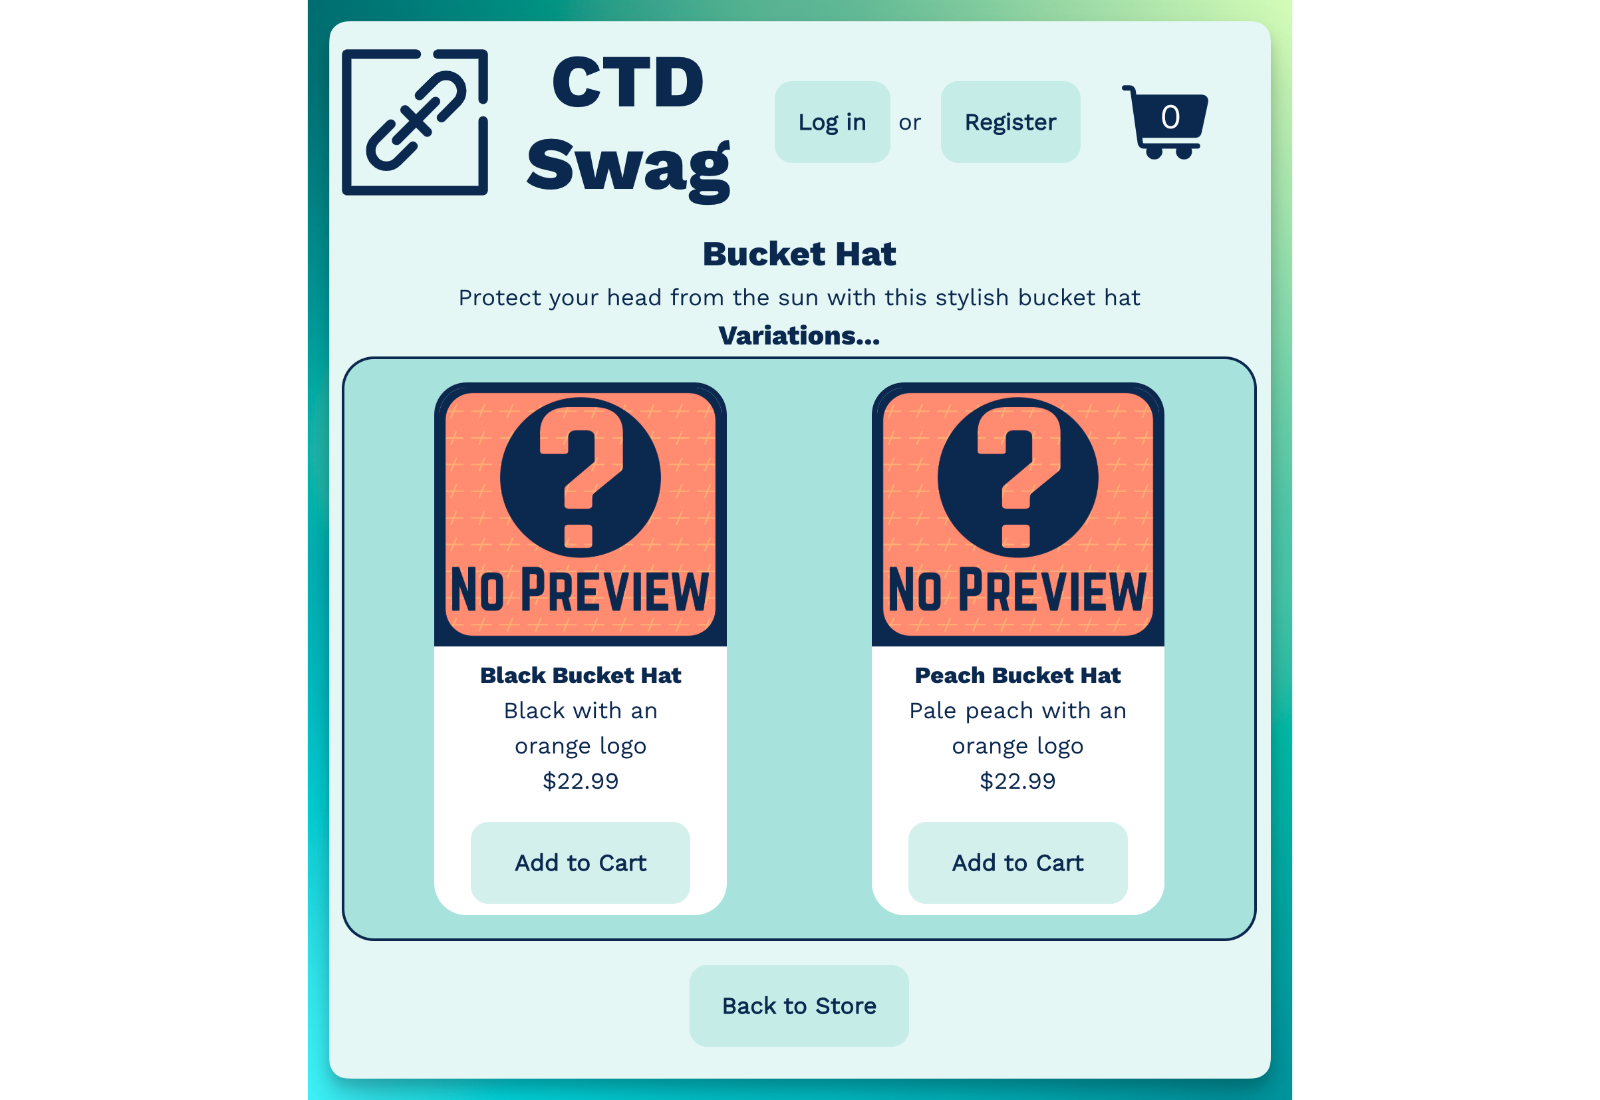 CTD
Swag
Log in or Register
0
Bucket Hat
Protect your head from the sun with this stylish bucket hat
Variations...
?
No Preview
Black Bucket Hat
Black with an
orange logo
$22.99
Add to Cart
?
No Preview
Peach Bucket Hat
Pale peach with an
orange logo
$22.99
Add to Cart
Back to Store